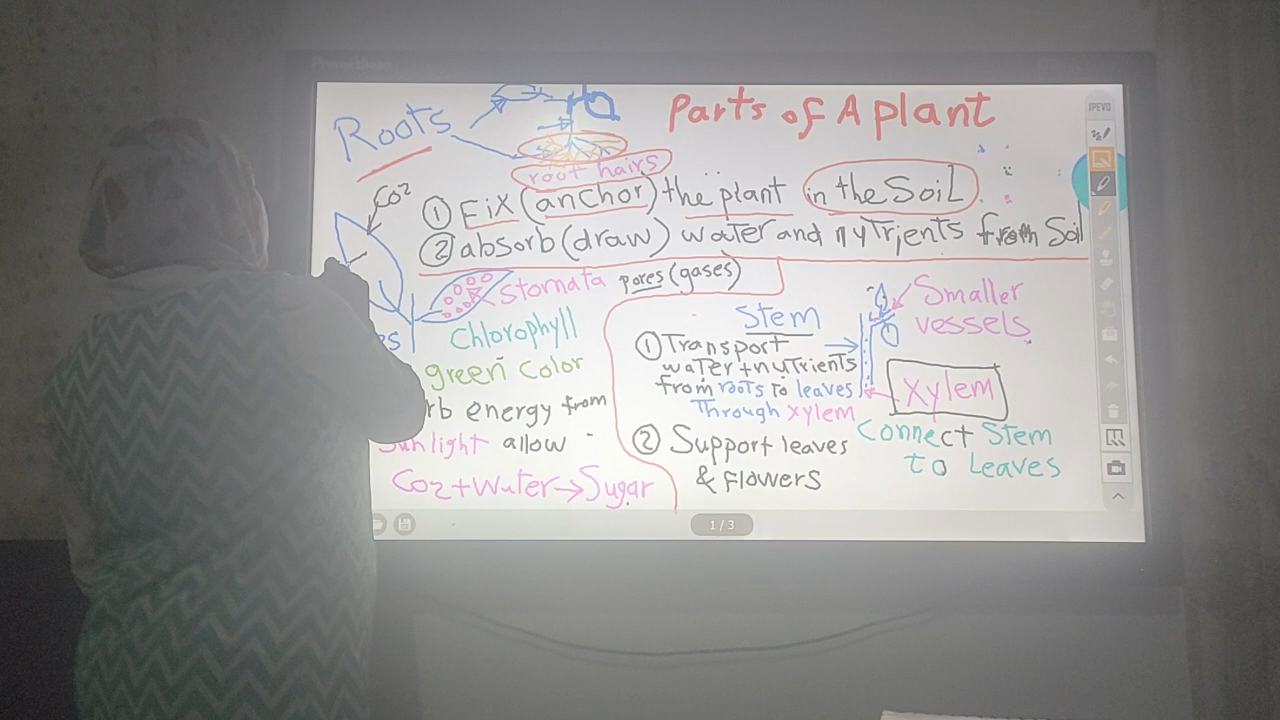 Promethean
Parts of A plant
Roots
root hairs
IPEVO
Co²
① Fix (anchor) the plant in the Soil.
② absorb (draw) water and nutrients from Soil
stomata pores (gases)
Chlorophyll
green Color
energy from
Sunlight allow
Co2+Water→Sugar
Stem
① Transport
water + nutrients
from roots to leaves
Through xylem
② Support leaves
& flowers
Smaller
vessels
Xylem
Connect Stem
to Leaves
1/3